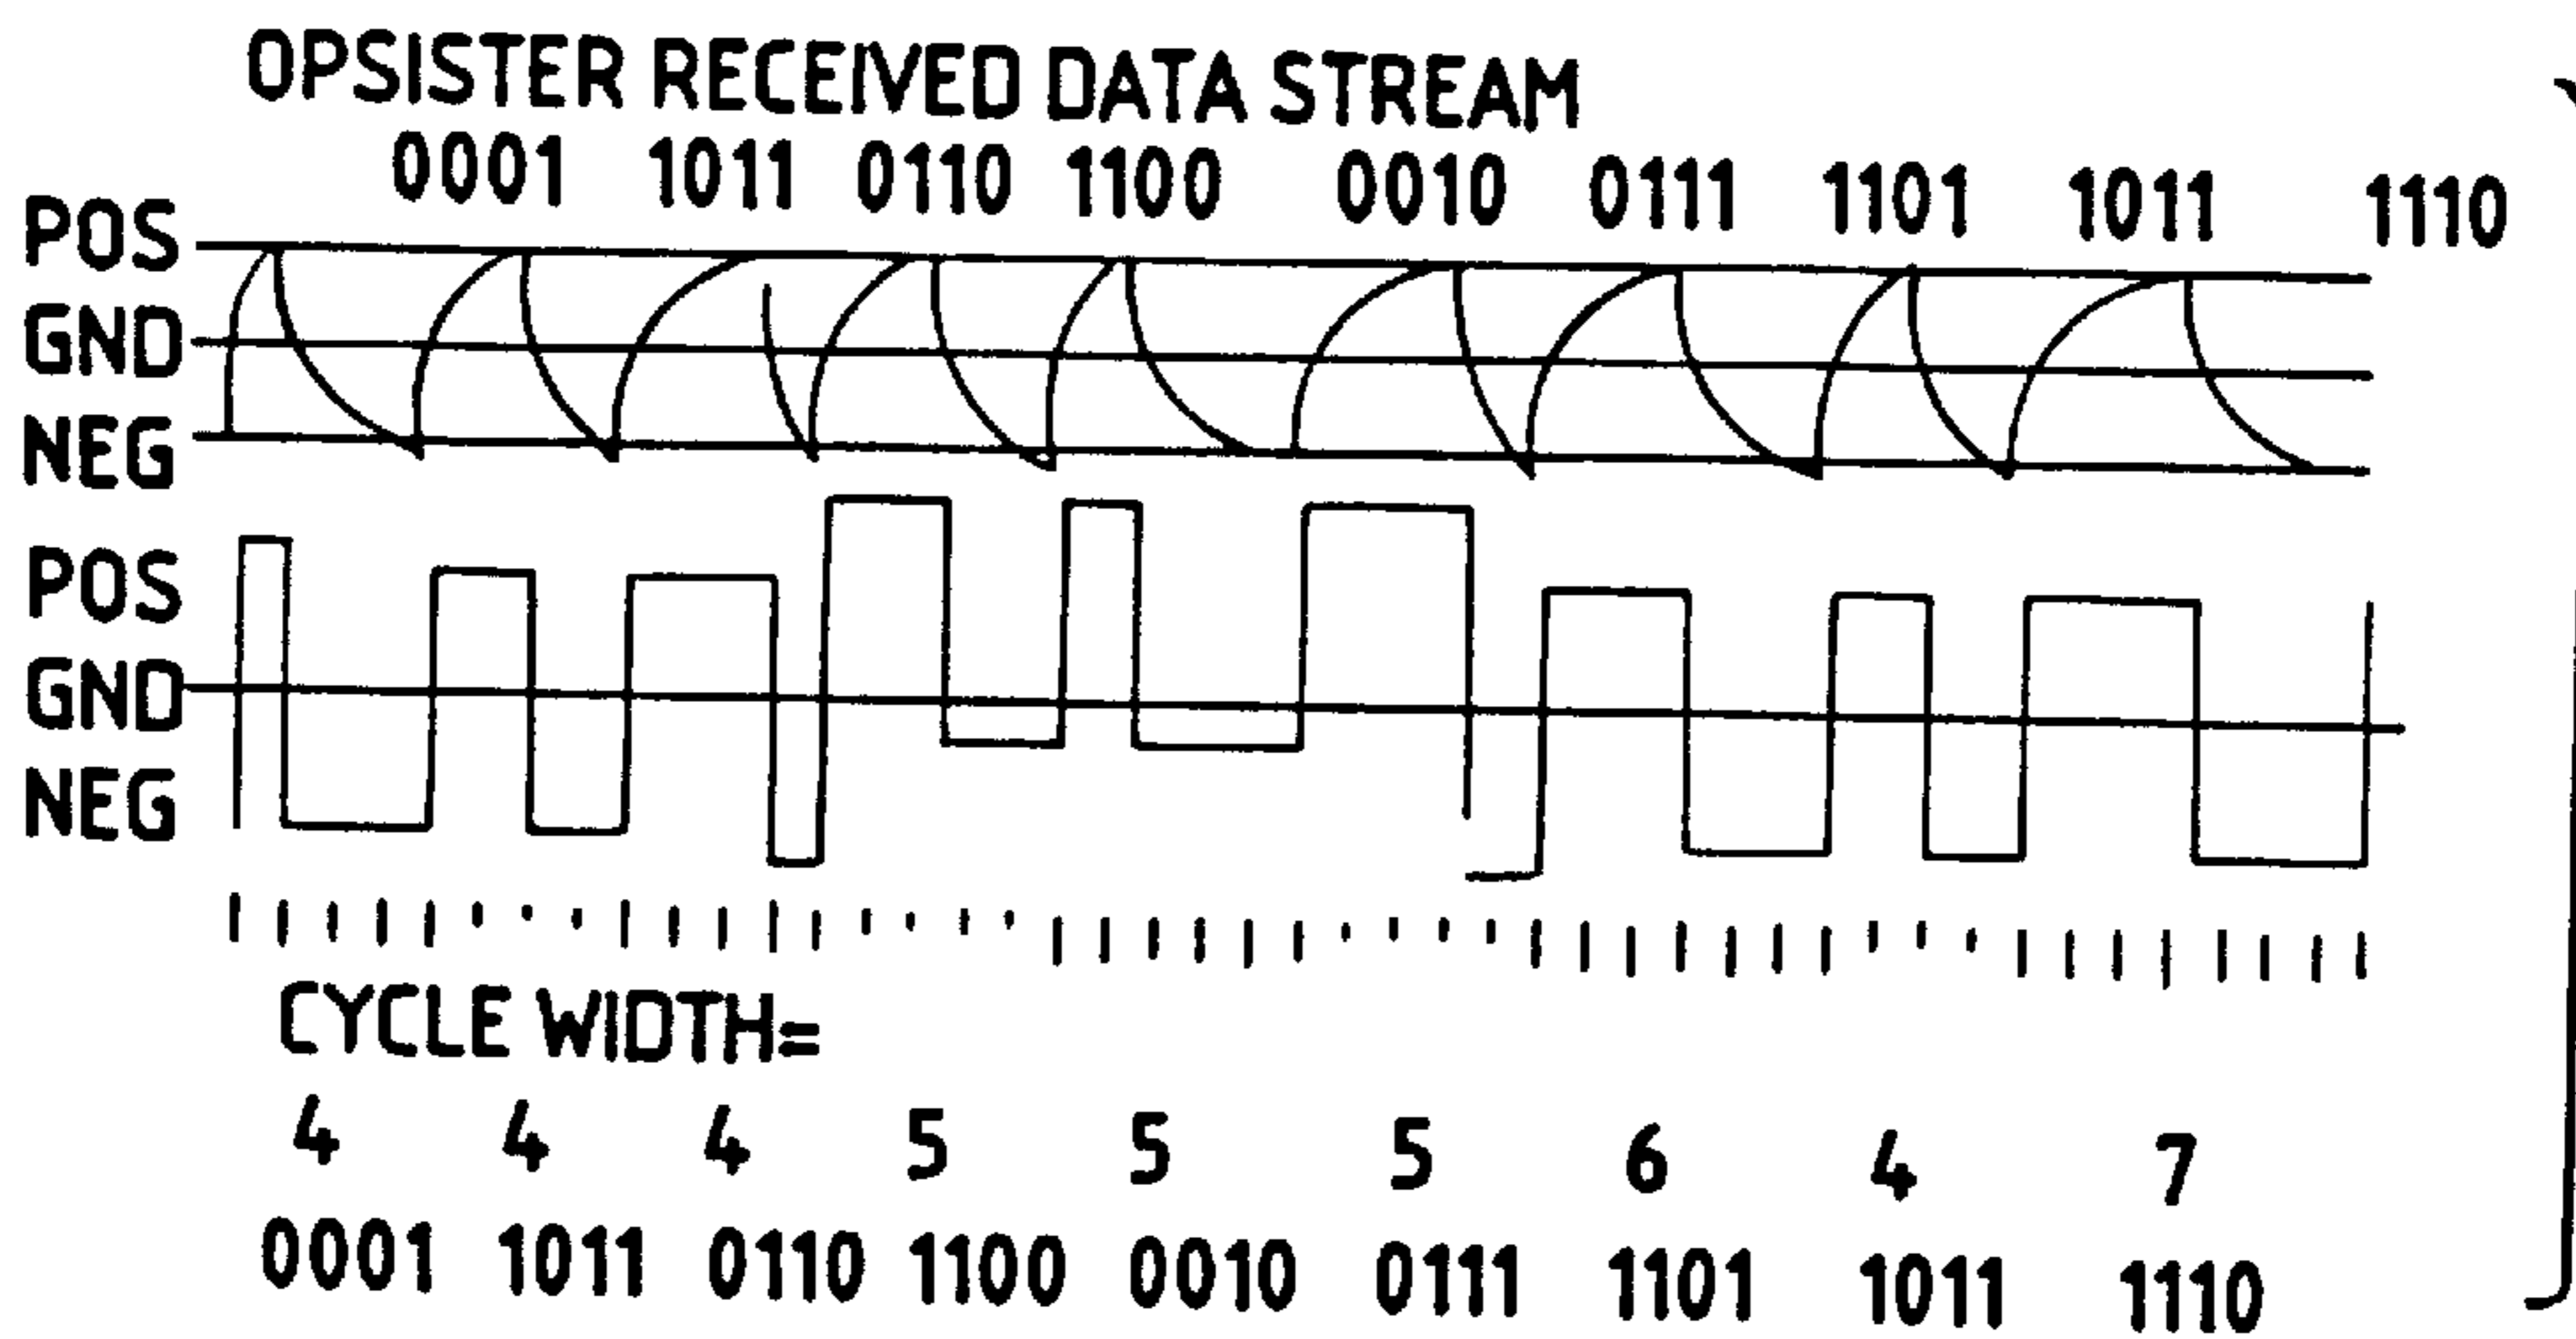 OPSISTER RECEIVED DATA STREAM
0001 1011 0110 1100 0010 0111 1101 1011 1110
POS
GND
NEG
POS
GND
NEG
CYCLE WIDTH=
4 4 4 5 5 5 6 4 7
0001 1011 0110 1100 0010 0111 1101 1011 1110